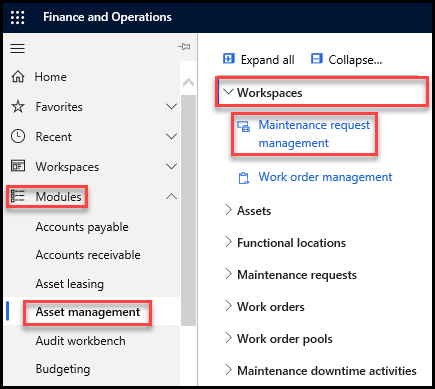 Finance and Operations
Home
Favorites
Recent
Workspaces
Modules
Accounts payable
Accounts receivable
Asset leasing
Asset management
Audit workbench
Budgeting
Expand all
Collapse...
Workspaces
Maintenance request
management
Work order management
Assets
Functional locations
Maintenance requests
Work orders
Work order pools
Maintenance downtime activities